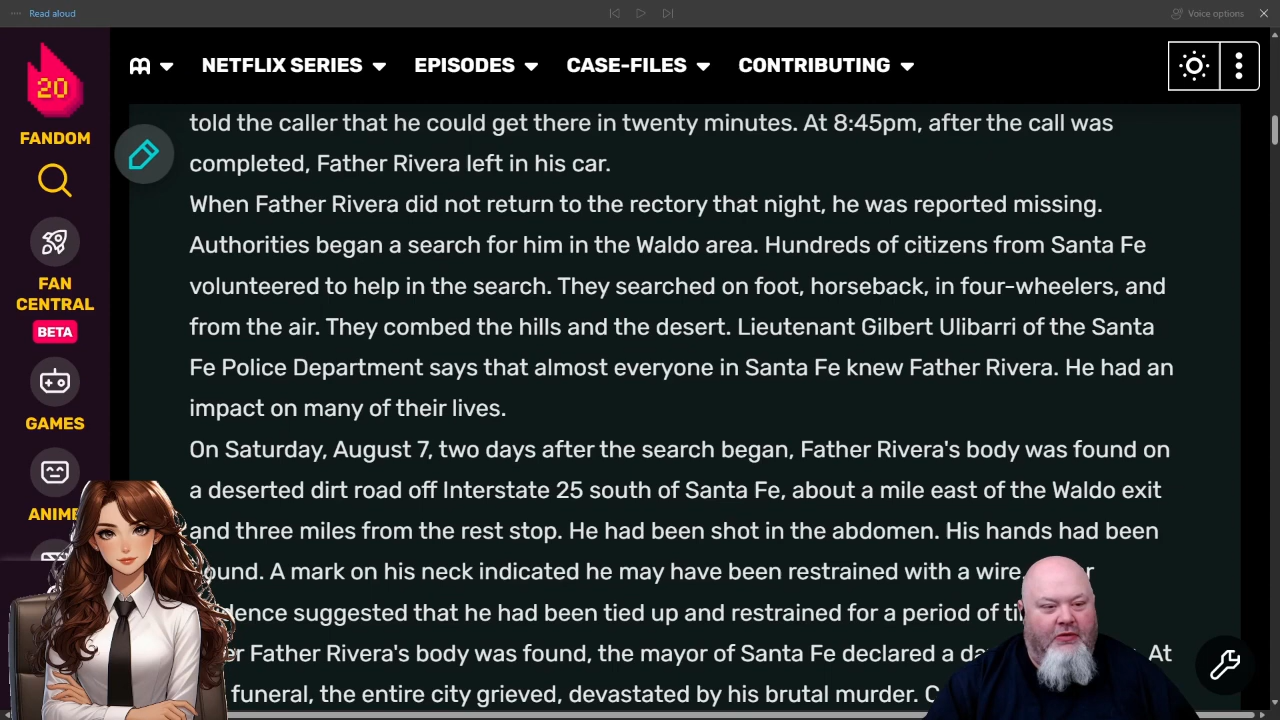 Read aloud
Voice options
20
FANDOM
FAN
CENTRAL
BETA
GAMES
ANIME
NETFLIX SERIES
EPISODES
CASE-FILES
CONTRIBUTING
told the caller that he could get there in twenty minutes. At 8:45pm, after the call was
completed, Father Rivera left in his car.
When Father Rivera did not return to the rectory that night, he was reported missing.
Authorities began a search for him in the Waldo area. Hundreds of citizens from Santa Fe
volunteered to help in the search. They searched on foot, horseback, in four-wheelers, and
from the air. They combed the hills and the desert. Lieutenant Gilbert Ulibarri of the Santa
Fe Police Department says that almost everyone in Santa Fe knew Father Rivera. He had an
impact on many of their lives.
On Saturday, August 7, two days after the search began, Father Rivera's body was found on
a deserted dirt road off Interstate 25 south of Santa Fe, about a mile east of the Waldo exit
and three miles from the rest stop. He had been shot in the abdomen. His hands had been
ound. A mark on his neck indicated he may have been restrained with a wire.
dence suggested that he had been tied up and restrained for a period of
Father Rivera's body was found, the mayor of Santa Fe declared a At
funeral, the entire city grieved, devastated by his brutal murder.